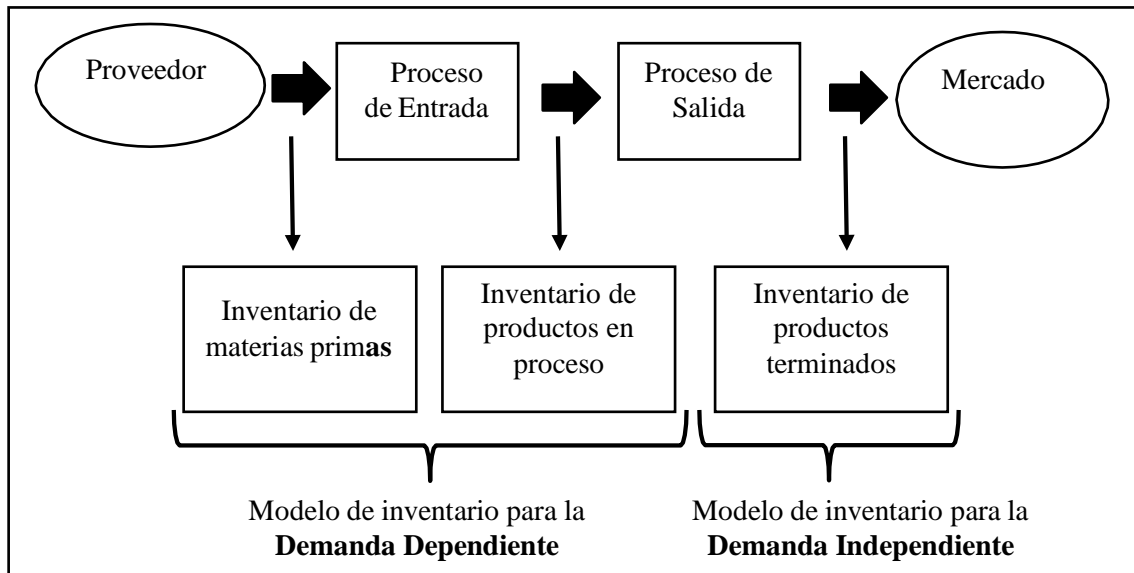 Proveedor
Proceso
de Entrada
Proceso de
Salida
Mercado
Inventario de
materias primas
Inventario de
productos en
proceso
Inventario de
productos
terminados
Modelo de inventario para la
Demanda Dependiente
Modelo de inventario para la
Demanda Independiente